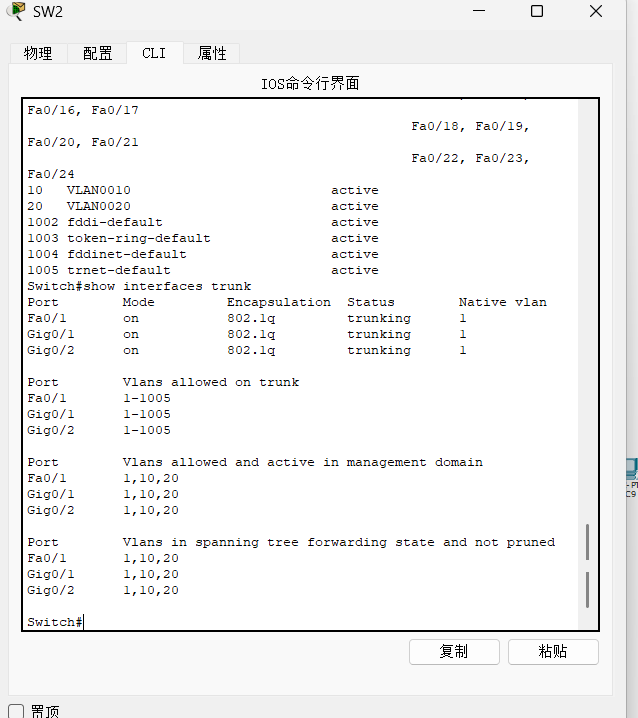 SW2
物理 配置 CLI 属性
IOS命令行界面
Fa0/16, Fa0/17
Fa0/18, Fa0/19,
Fa0/20, Fa0/21
Fa0/22, Fa0/23,
Fa0/24
10 VLAN0010 active
20 VLAN0020 active
1002 fddi-default active
1003 token-ring-default active
1004 fddinet-default active
1005 trnet-default active
Switch#show interfaces trunk
Port Mode Encapsulation Status Native vlan
Fa0/1 on 802.1q trunking 1
Gig0/1 on 802.1q trunking 1
Gig0/2 on 802.1q trunking 1
Port Vlans allowed on trunk
Fa0/1 1-1005
Gig0/1 1-1005
Gig0/2 1-1005
Port Vlans allowed and active in management domain
Fa0/1 1,10,20
Gig0/1 1,10,20
Gig0/2 1,10,20
Port Vlans in spanning tree forwarding state and not pruned
Fa0/1 1,10,20
Gig0/1 1,10,20
Gig0/2 1,10,20
Switch#
复制 粘贴
置顶